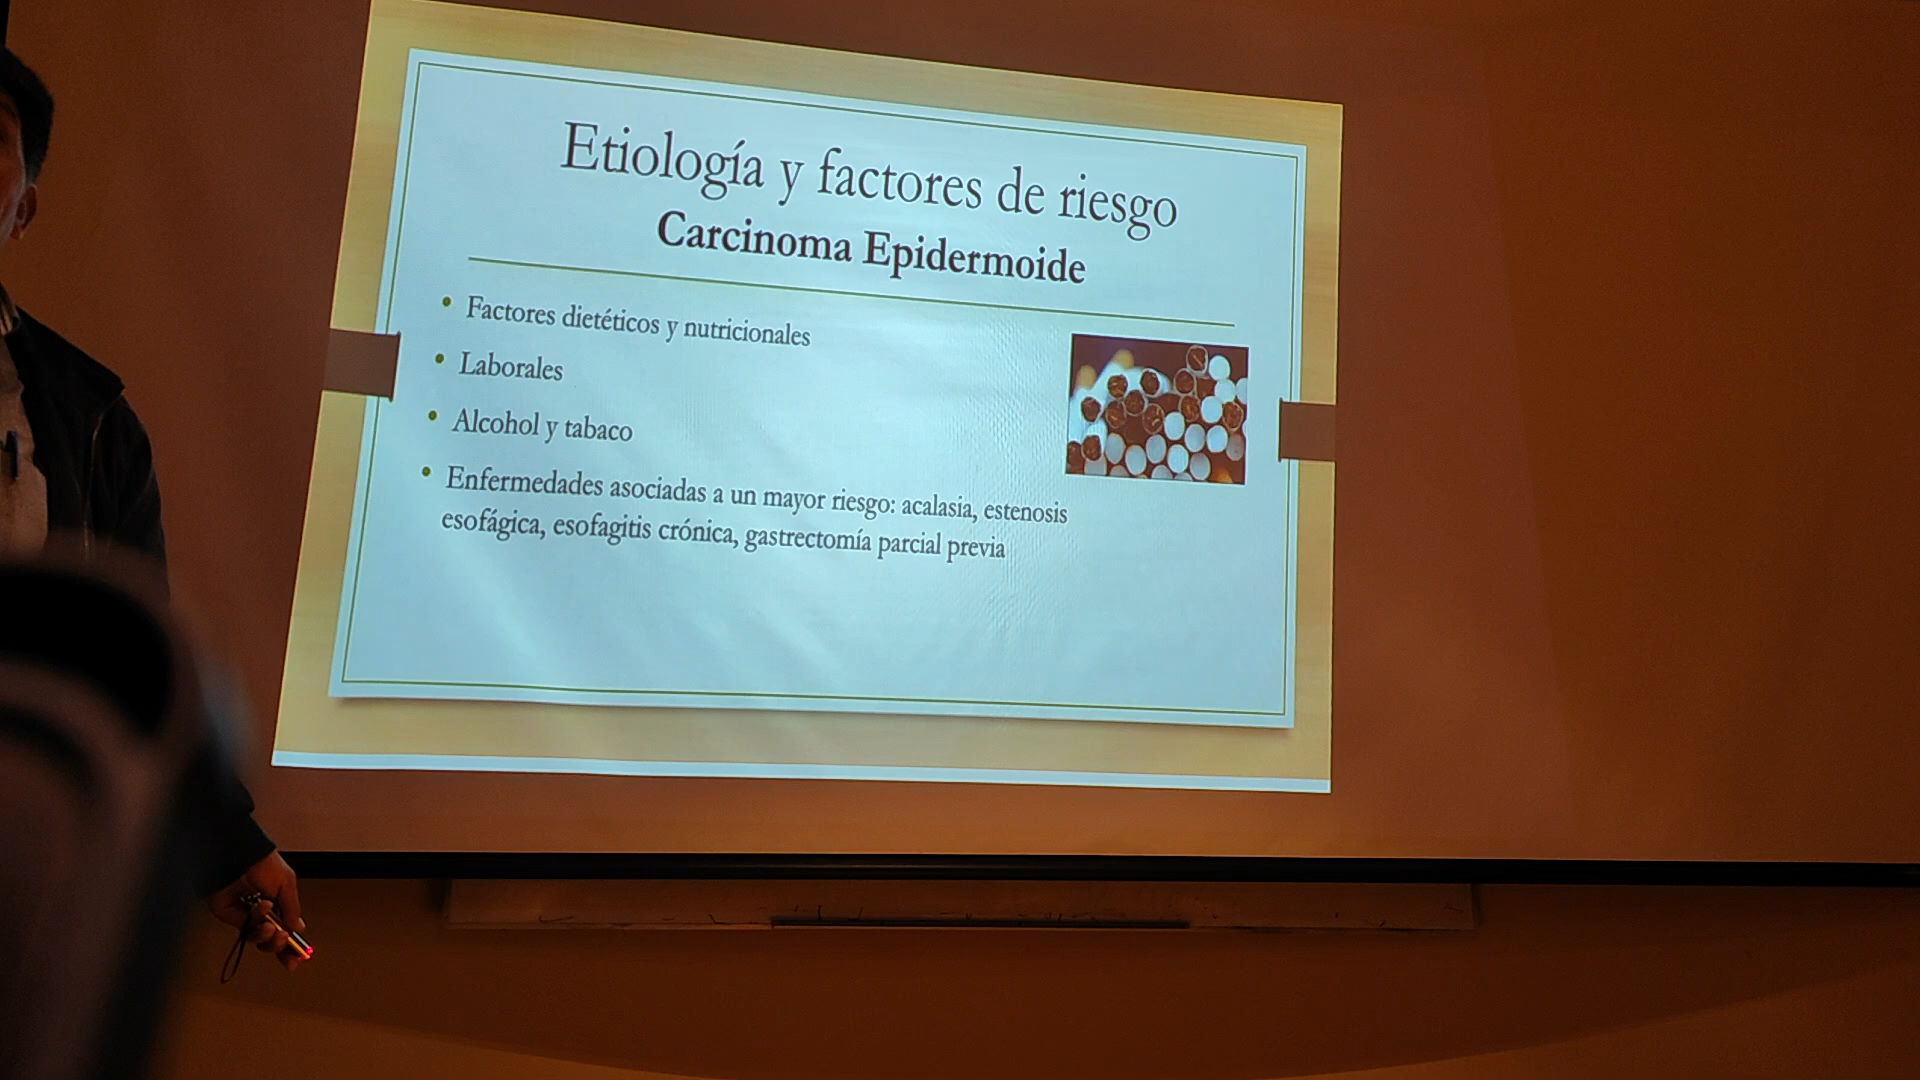 Etiología y factores de riesgo
Carcinoma Epidermoide
• Factores dietéticos y nutricionales
• Laborales
• Alcohol y tabaco
• Enfermedades asociadas a un mayor riesgo: acalasia, estenosis
esofágica, esofagitis crónica, gastrectomía parcial previa